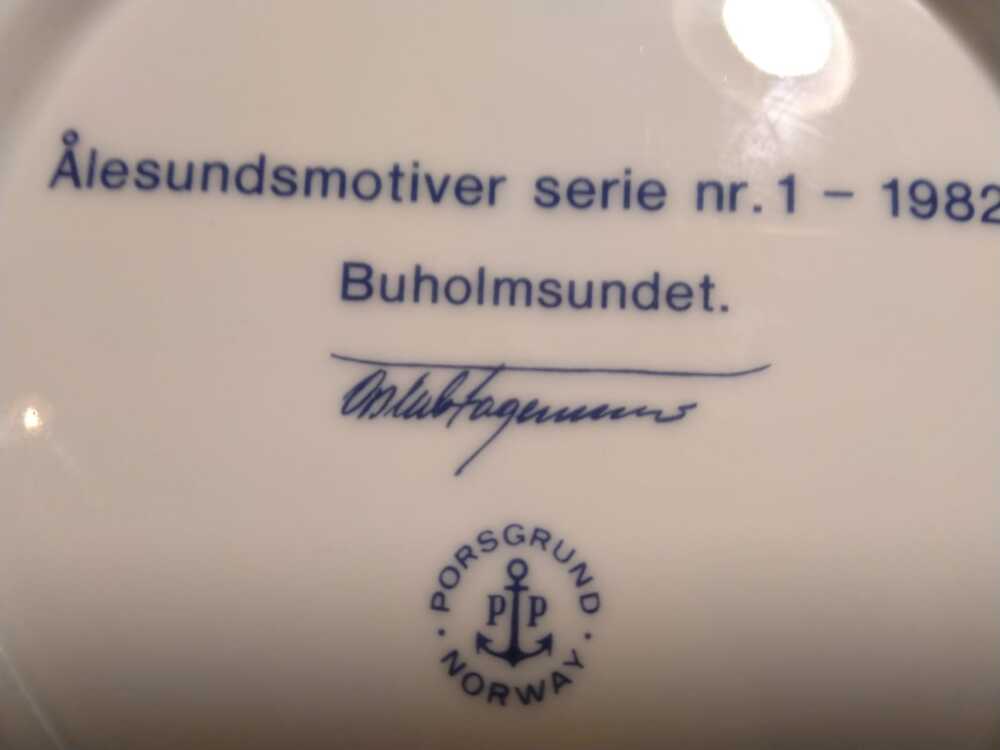 Ålesundsmotiver serie nr. 1 – 1982
Buholmsundet.
PORSGRUND
P P
NORWAY